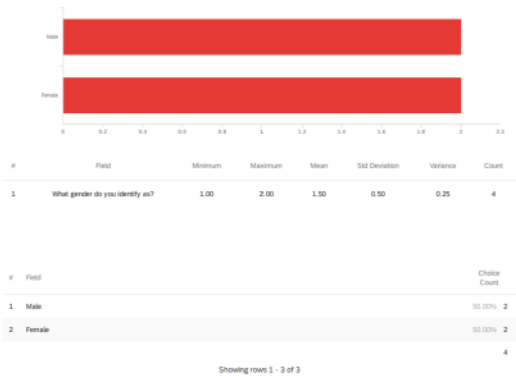 Male
Female
0 0.2 0.4 0.6 0.8 1 1.2 1.4 1.6 1.8 2 2.2
# Field Minimum Maximum Mean Std Deviation Variance Count
1 What gender do you identify as? 1.00 2.00 1.50 0.50 0.25 4
# Field Choice Count
1 Male 50.00% 2
2 Female 50.00% 2
4
Showing rows 1 - 3 of 3